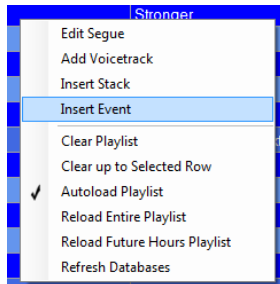 Stronger
Edit Segue
Add Voicetrack
Insert Stack
Insert Event
Clear Playlist
Clear up to Selected Row
Autoload Playlist
Reload Entire Playlist
Reload Future Hours Playlist
Refresh Databases